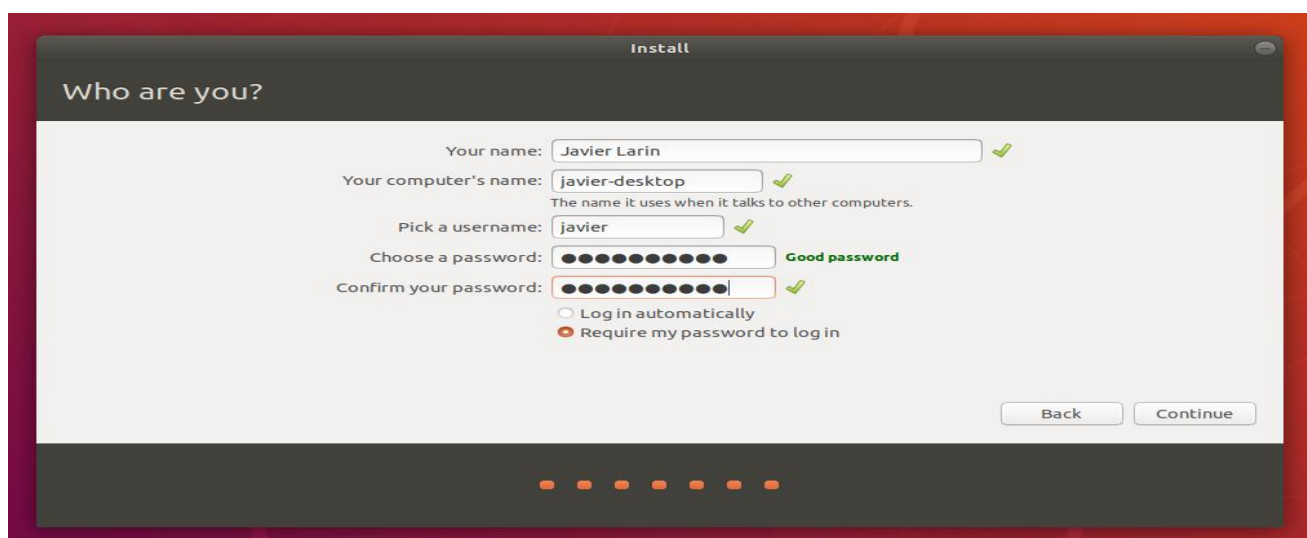 Install
Who are you?
Your name: Javier Larin
Your computer's name: javier-desktop
The name it uses when it talks to other computers.
Pick a username: javier
Choose a password: ●●●●●●●●●● Good password
Confirm your password: ●●●●●●●●●●
Log in automatically
Require my password to log in
Back Continue